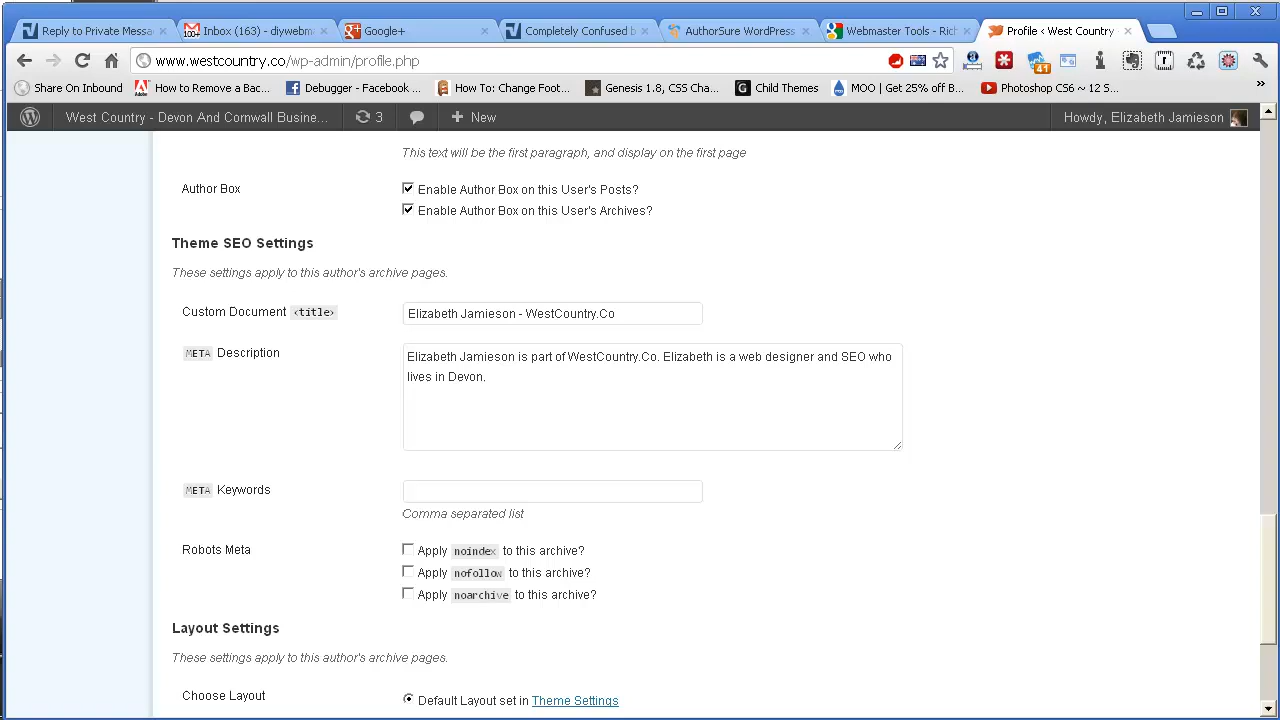 Reply to Private Messa
Inbox (163) - diywebm
Google+
Completely Confused b
AuthorSure WordPress
Webmaster Tools - Rich
Profile ‹ West Country
www.westcountry.co/wp-admin/profile.php
41
Share On Inbound
How to Remove a Bac...
Debugger - Facebook ...
How To: Change Foot...
Genesis 1.8, CSS Cha...
Child Themes
MOO | Get 25% off B...
Photoshop CS6 ~ 12 5...
»
West Country - Devon And Cornwall Busine...
3
+ New
Howdy, Elizabeth Jamieson
This text will be the first paragraph, and display on the first page
Author Box
Enable Author Box on this User's Posts?
Enable Author Box on this User's Archives?
Theme SEO Settings
These settings apply to this author's archive pages.
Custom Document <title>
Elizabeth Jamieson - WestCountry.Co
META Description
Elizabeth Jamieson is part of WestCountry.Co. Elizabeth is a web designer and SEO who
lives in Devon.
META Keywords
Comma separated list
Robots Meta
Apply noindex to this archive?
Apply nofollow to this archive?
Apply noarchive to this archive?
Layout Settings
These settings apply to this author's archive pages.
Choose Layout
Default Layout set in Theme Settings